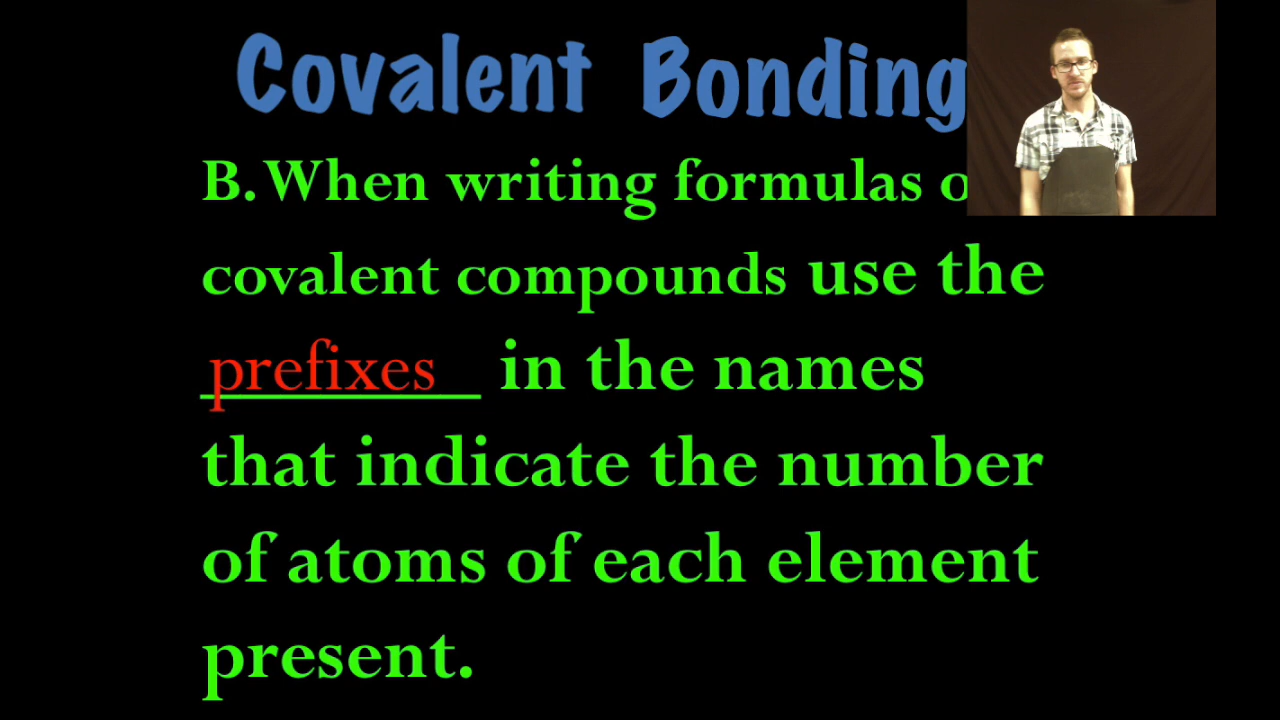 Covalent Bonding
B. When writing formulas o
covalent compounds use the
prefixes in the names
that indicate the number
of atoms of each element
present.